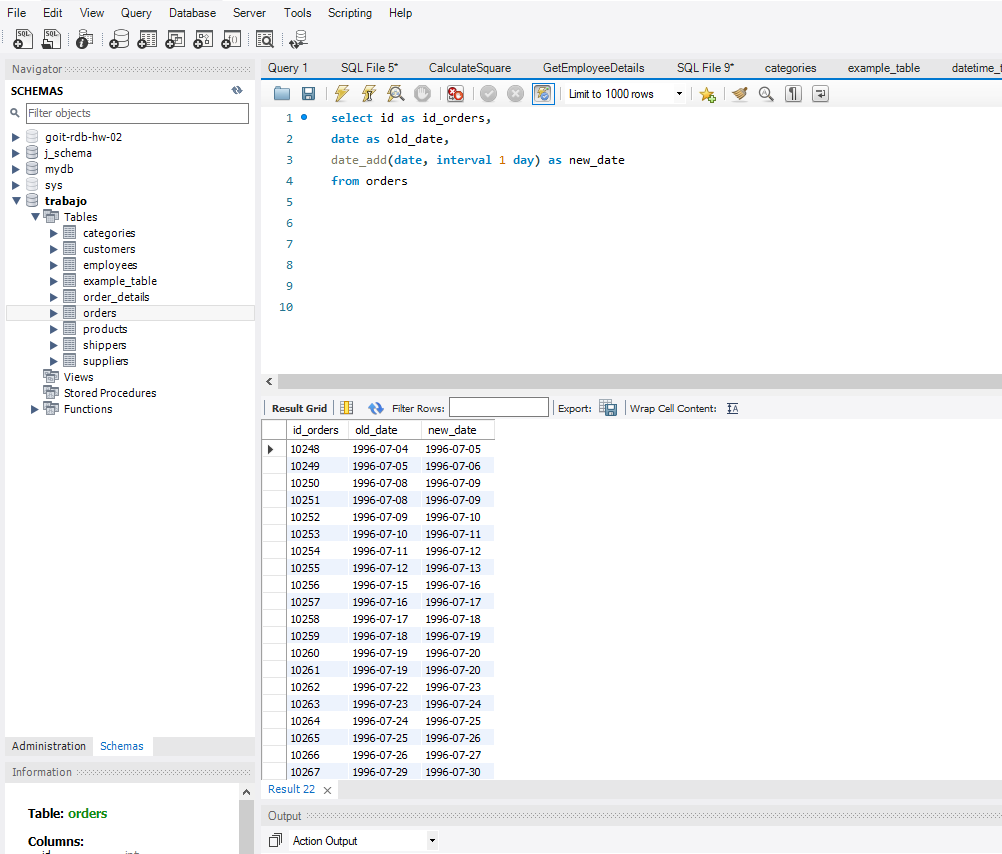 File Edit View Query Database Server Tools Scripting Help
Navigator
SCHEMAS
Filter objects
goit-rdb-hw-02
j_schema
mydb
sys
trabajo
Tables
categories
customers
employees
example_table
order_details
orders
products
shippers
suppliers
Views
Stored Procedures
Functions
Administration Schemas
Information
Table: orders
Columns:
Query 1 SQL File 5* CalculateSquare GetEmployeeDetails SQL File 9* categories example_table datetime_t
Limit to 1000 rows
1 select id as id_orders,
2 date as old_date,
3 date_add(date, interval 1 day) as new_date
4 from orders
5
6
7
8
9
10
Result Grid Filter Rows: Export: Wrap Cell Content:
id_orders old_date new_date
10248 1996-07-04 1996-07-05
10249 1996-07-05 1996-07-06
10250 1996-07-08 1996-07-09
10251 1996-07-08 1996-07-09
10252 1996-07-09 1996-07-10
10253 1996-07-10 1996-07-11
10254 1996-07-11 1996-07-12
10255 1996-07-12 1996-07-13
10256 1996-07-15 1996-07-16
10257 1996-07-16 1996-07-17
10258 1996-07-17 1996-07-18
10259 1996-07-18 1996-07-19
10260 1996-07-19 1996-07-20
10261 1996-07-19 1996-07-20
10262 1996-07-22 1996-07-23
10263 1996-07-23 1996-07-24
10264 1996-07-24 1996-07-25
10265 1996-07-25 1996-07-26
10266 1996-07-26 1996-07-27
10267 1996-07-29 1996-07-30
Result 22
Output
Action Output